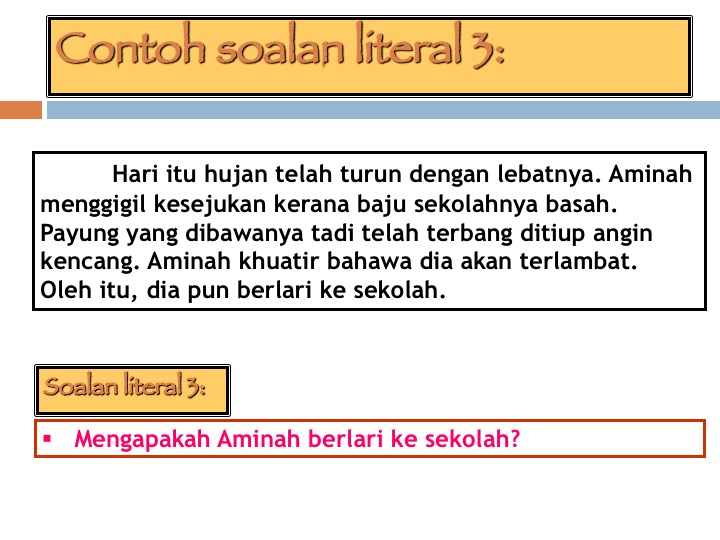 Contoh soalan literal 3:
Hari itu hujan telah turun dengan lebatnya. Aminah
menggigil kesejukan kerana baju sekolahnya basah.
Payung yang dibawanya tadi telah terbang ditiup angin
kencang. Aminah khuatir bahawa dia akan terlambat.
Oleh itu, dia pun berlari ke sekolah.
Soalan literal 3:
▪ Mengapakah Aminah berlari ke sekolah?